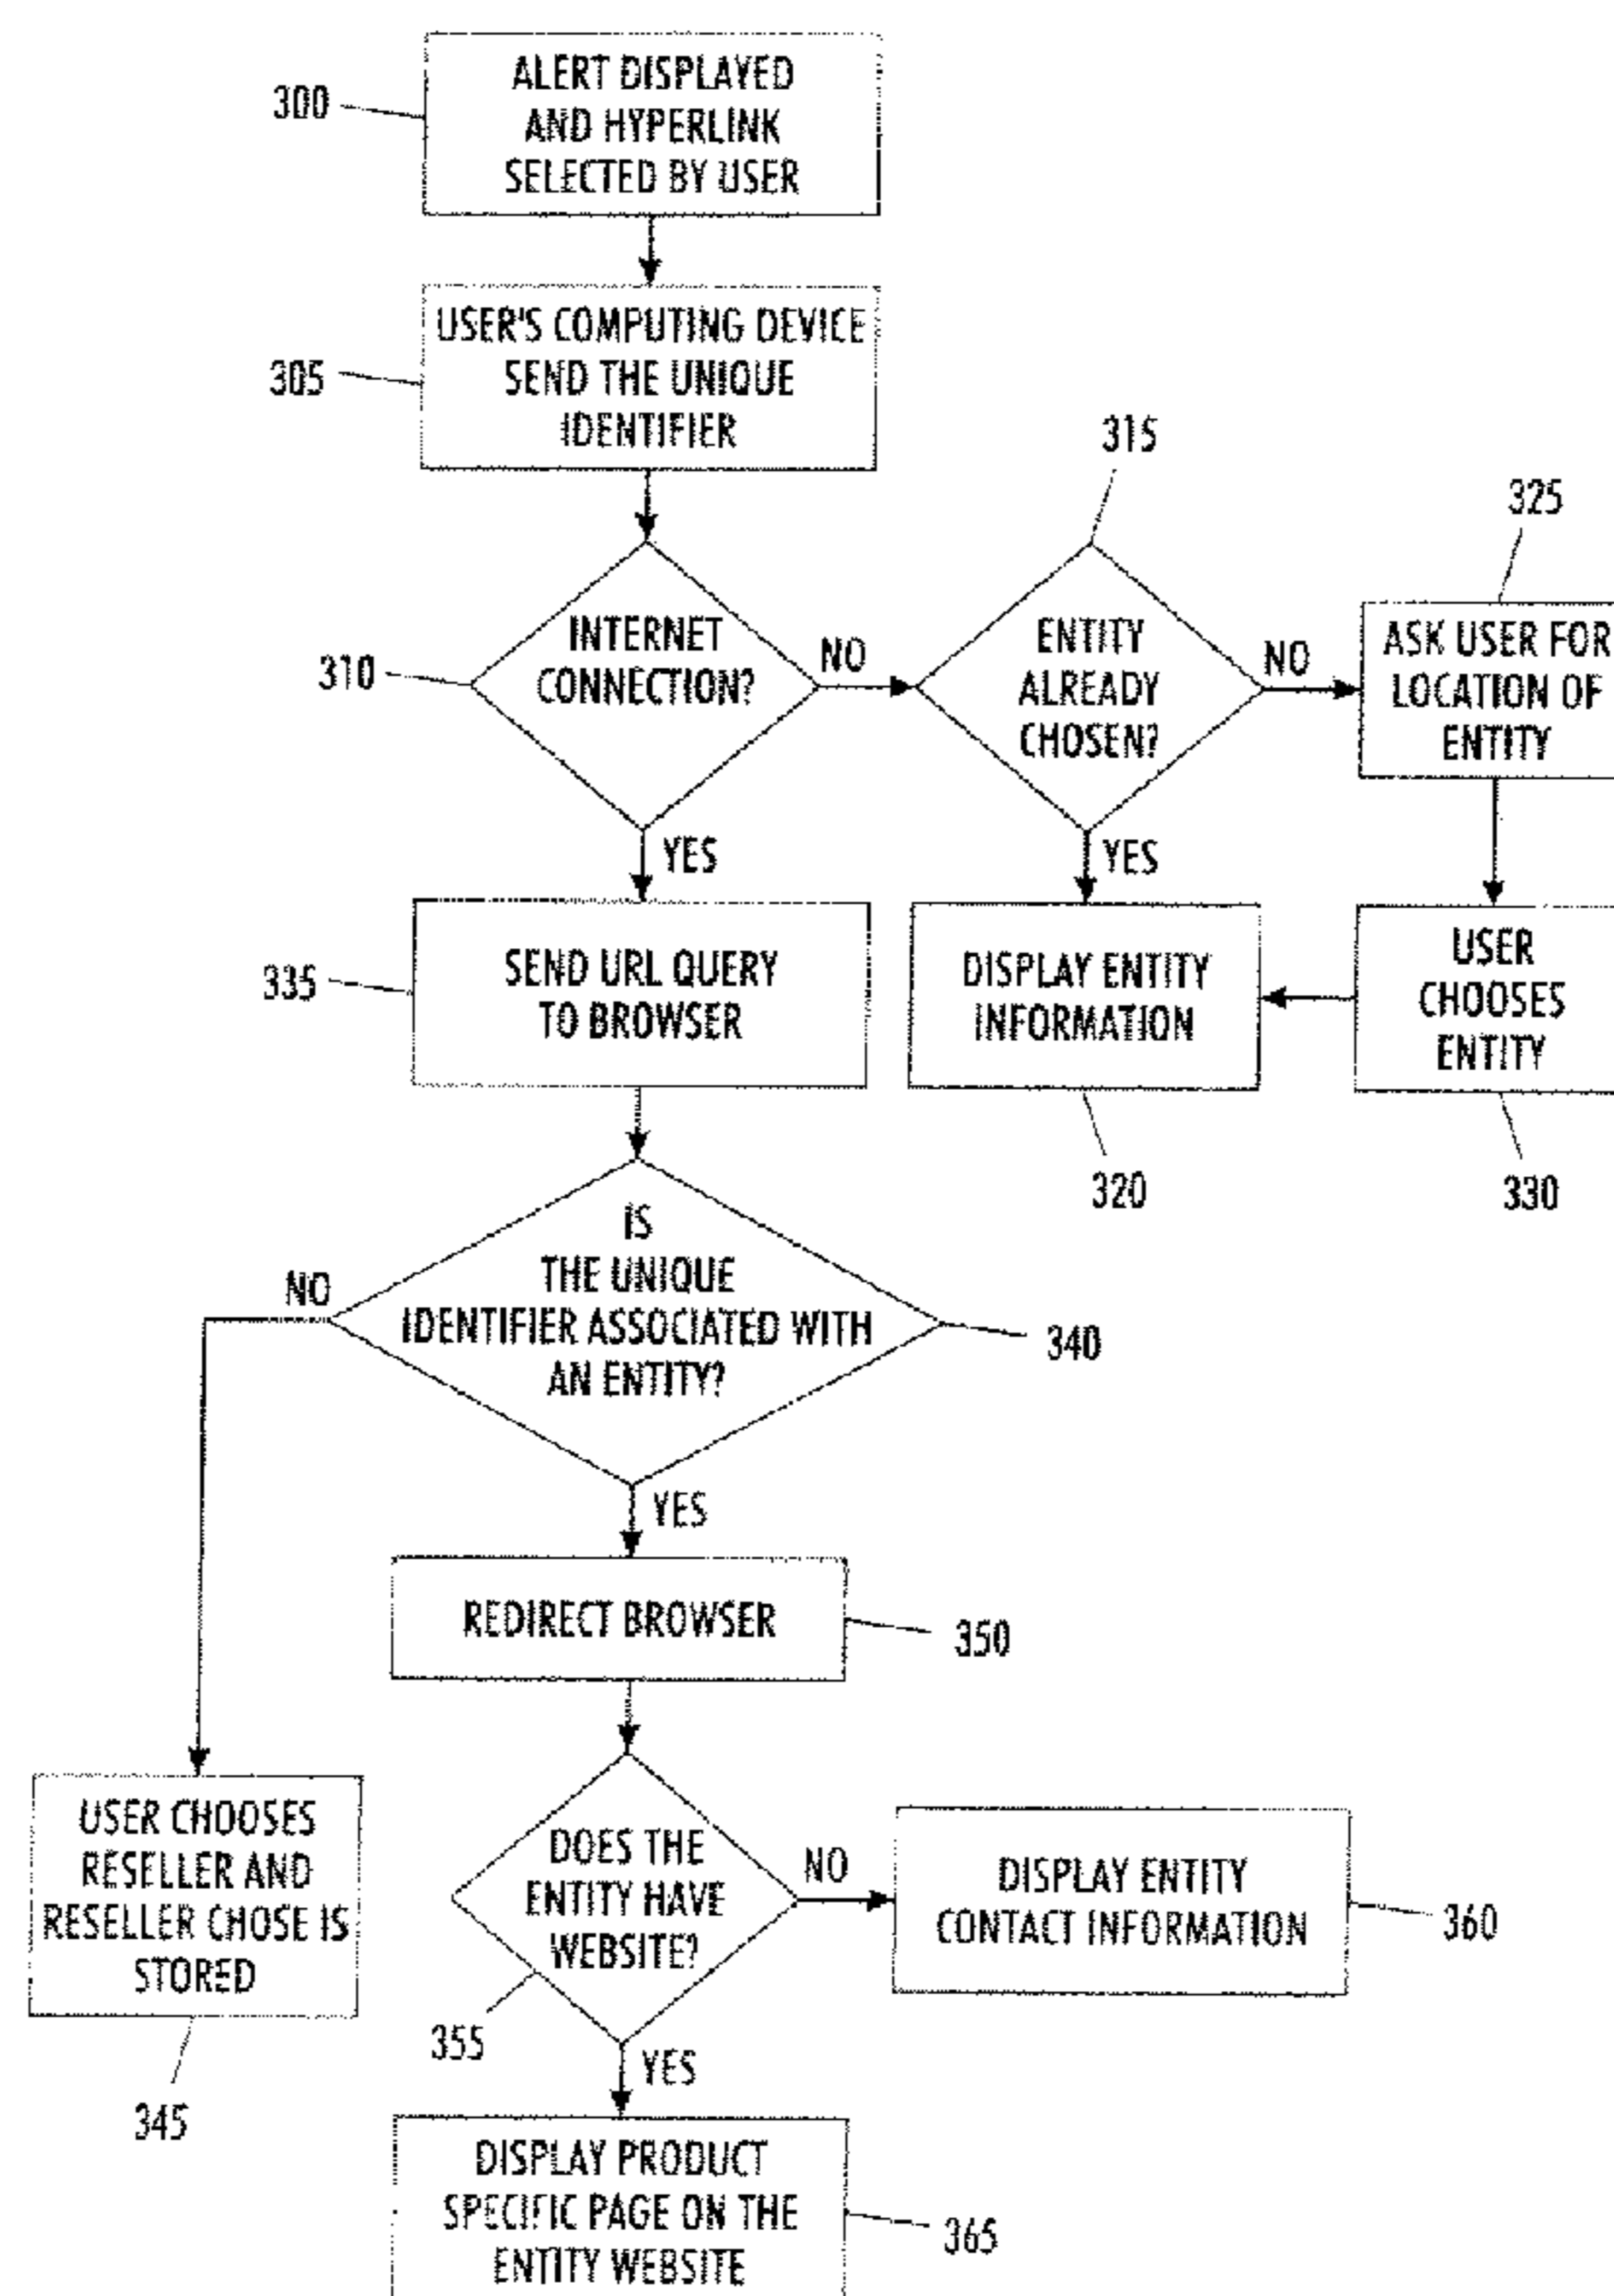 300
ALERT DISPLAYED
AND HYPERLINK
SELECTED BY USER
305
USER'S COMPUTING DEVICE
SEND THE UNIQUE
IDENTIFIER
310
INTERNET
CONNECTION?
NO
YES
315
ENTITY
ALREADY
CHOSEN?
NO
YES
325
ASK USER FOR
LOCATION OF
ENTITY
335
SEND URL QUERY
TO BROWSER
DISPLAY ENTITY
INFORMATION
320
USER
CHOOSES
ENTITY
330
IS
THE UNIQUE
IDENTIFIER ASSOCIATED WITH
AN ENTITY?
340
NO
YES
REDIRECT BROWSER
350
USER CHOOSES
RESELLER AND
RESELLER CHOSE IS
STORED
345
DOES THE
ENTITY HAVE
WEBSITE?
355
NO
YES
DISPLAY ENTITY
CONTACT INFORMATION
360
DISPLAY PRODUCT
SPECIFIC PAGE ON THE
ENTITY WEBSITE
365